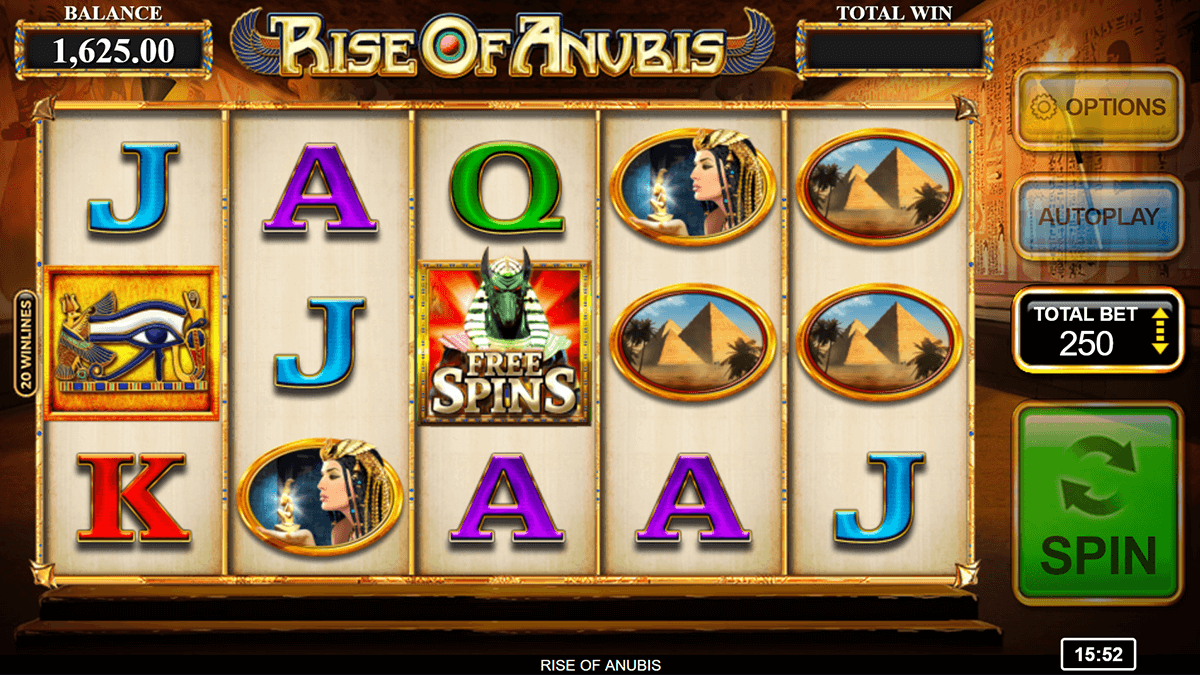 BALANCE
1,625.00
RISE OF ANUBIS
TOTAL WIN
OPTIONS
AUTOPLAY
TOTAL BET
250
SPIN
20 WINLINES
J A Q
J
FREE
SPINS
K A A J
RISE OF ANUBIS
15:52